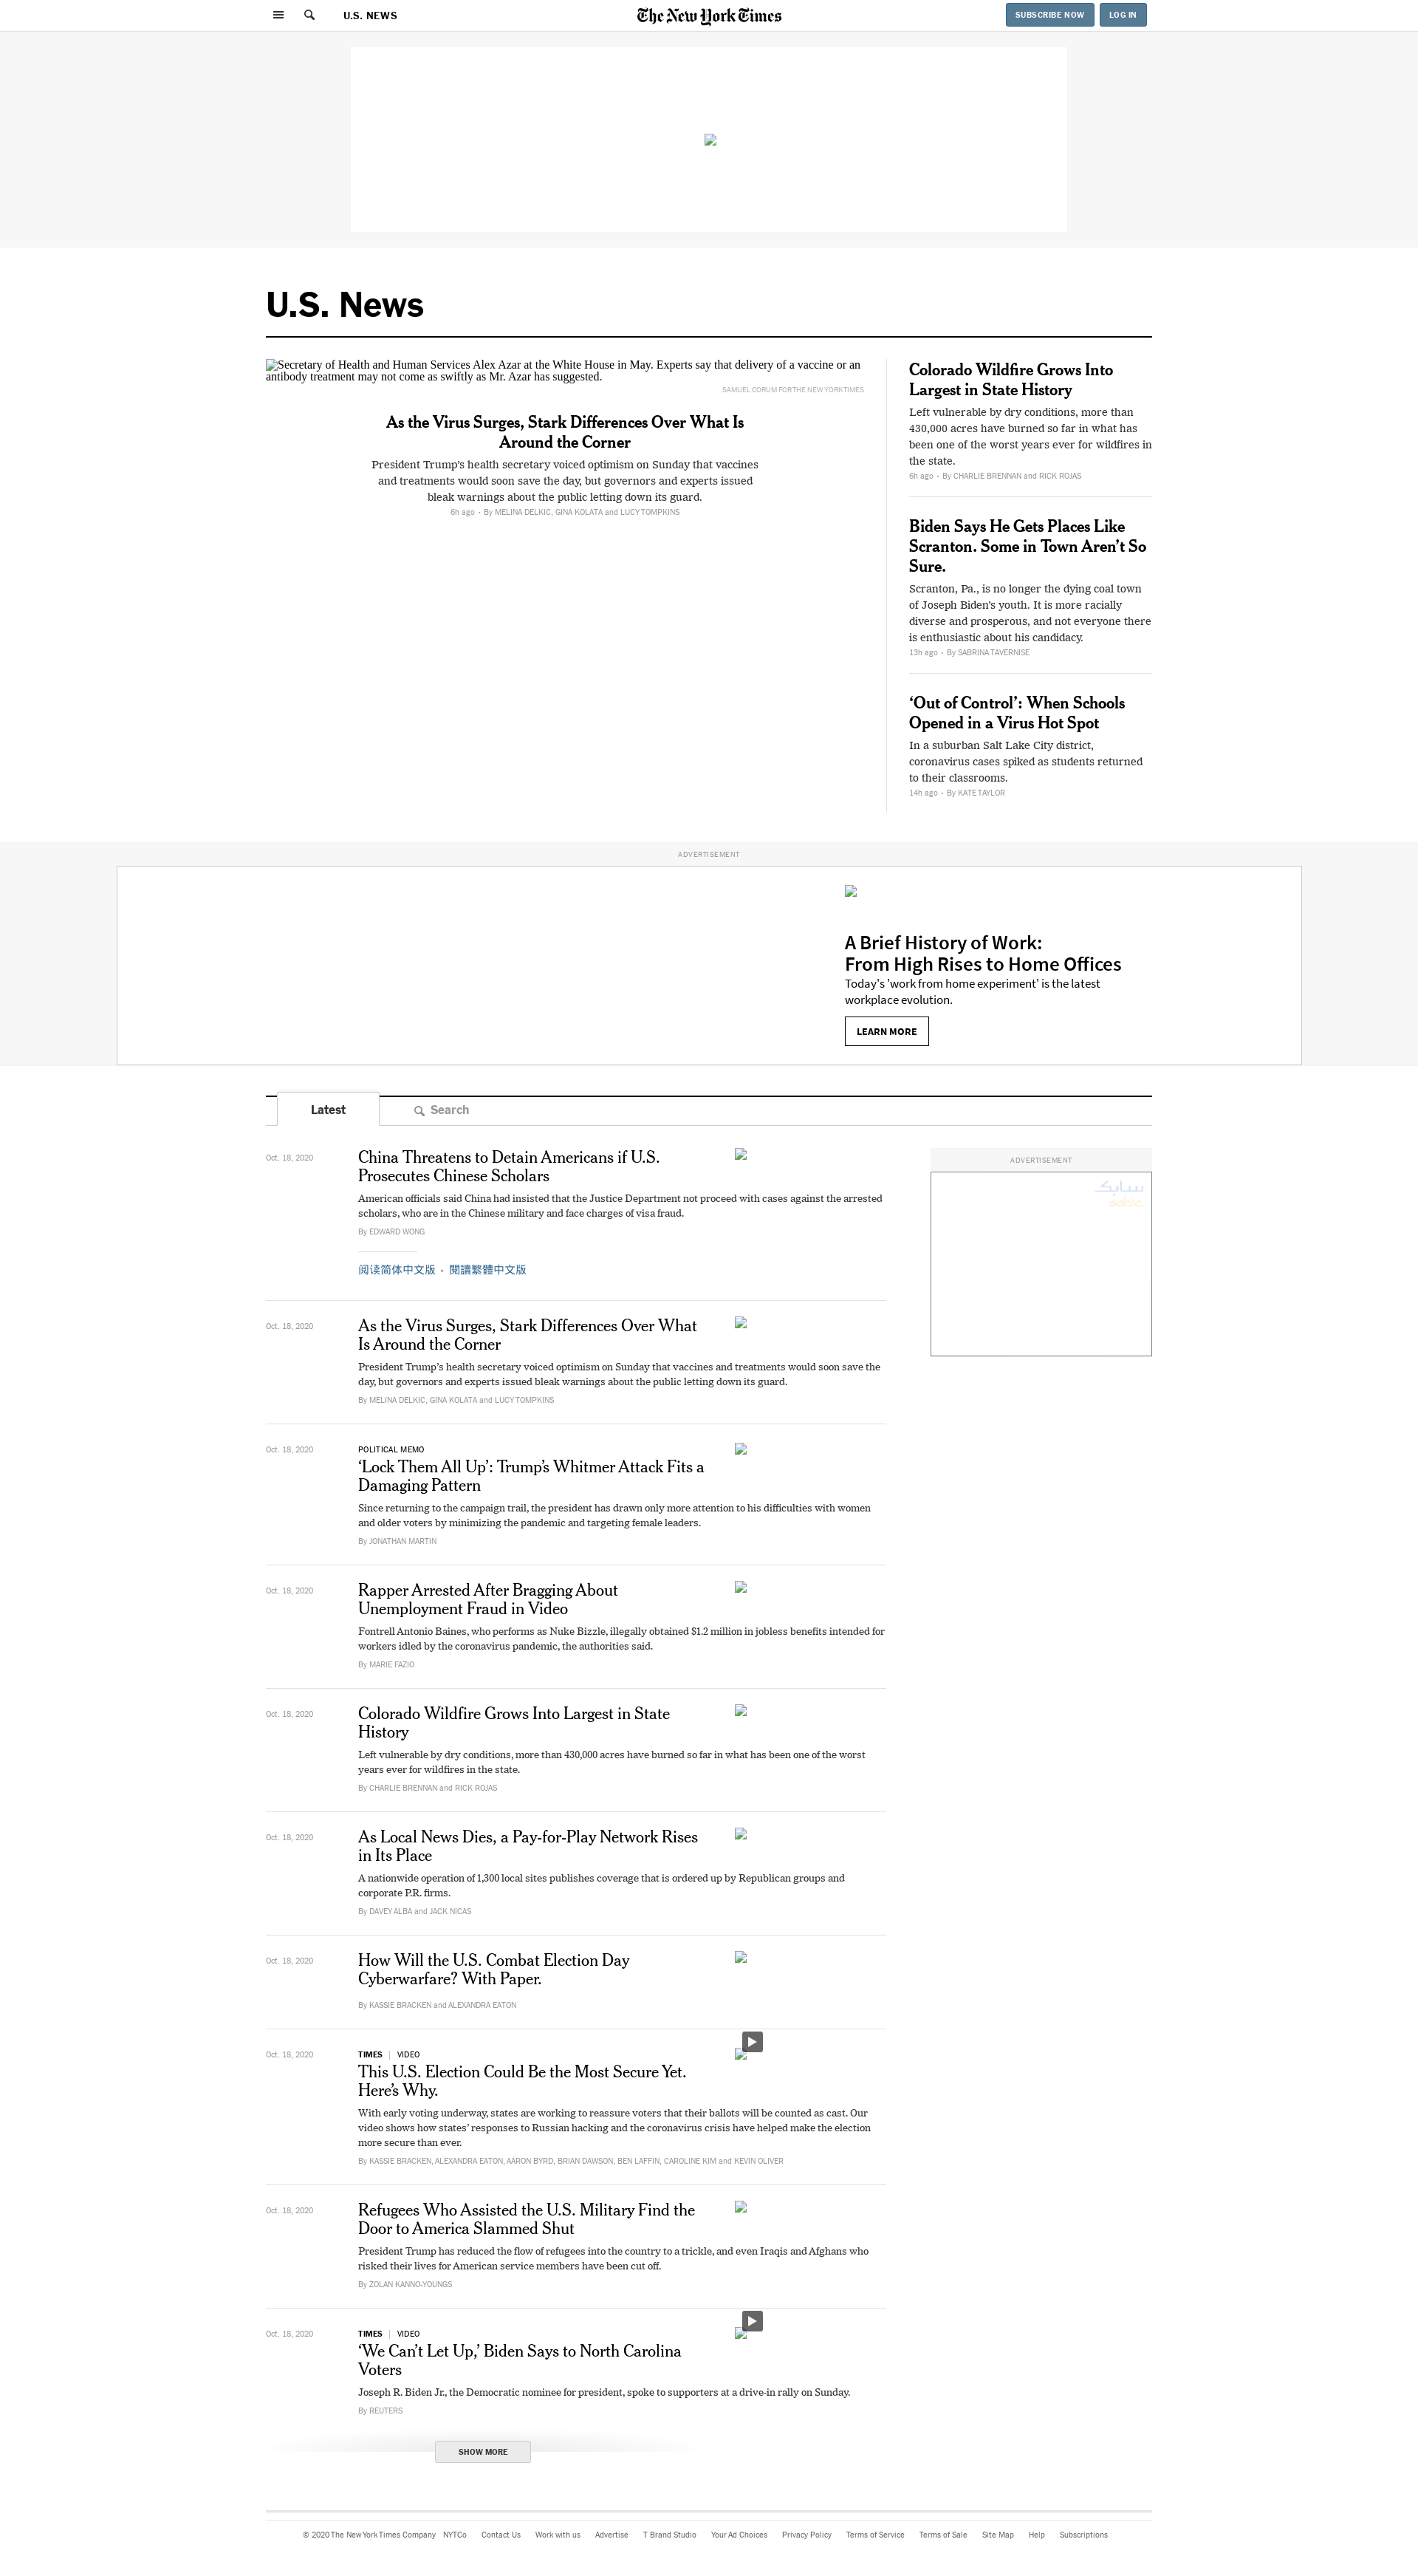 U.S. NEWS
The New York Times
SUBSCRIBE NOW
LOG IN
U.S. News
Secretary of Health and Human Services Alex Azar at the White House in May. Experts say that delivery of a vaccine or an
antibody treatment may not come as swiftly as Mr. Azar has suggested.
SAMUEL CORUM FOR THE NEW YORK TIMES
As the Virus Surges, Stark Differences Over What Is
Around the Corner
President Trump’s health secretary voiced optimism on Sunday that vaccines
and treatments would soon save the day, but governors and experts issued
bleak warnings about the public letting down its guard.
6h ago • By MELINA DELKIC, GINA KOLATA and LUCY TOMPKINS
Colorado Wildfire Grows Into
Largest in State History
Left vulnerable by dry conditions, more than
430,000 acres have burned so far in what has
been one of the worst years ever for wildfires in
the state.
6h ago • By CHARLIE BRENNAN and RICK ROJAS
Biden Says He Gets Places Like
Scranton. Some in Town Aren’t So
Sure.
Scranton, Pa., is no longer the dying coal town
of Joseph Biden’s youth. It is more racially
diverse and prosperous, and not everyone there
is enthusiastic about his candidacy.
13h ago • By SABRINA TAVERNISE
‘Out of Control’: When Schools
Opened in a Virus Hot Spot
In a suburban Salt Lake City district,
coronavirus cases spiked as students returned
to their classrooms.
14h ago • By KATE TAYLOR
ADVERTISEMENT
A Brief History of Work:
From High Rises to Home Offices
Today's 'work from home experiment' is the latest
workplace evolution.
LEARN MORE
Latest
Search
Oct. 18, 2020
China Threatens to Detain Americans if U.S.
Prosecutes Chinese Scholars
American officials said China had insisted that the Justice Department not proceed with cases against the arrested
scholars, who are in the Chinese military and face charges of visa fraud.
By EDWARD WONG
阅读简体中文版 • 閱讀繁體中文版
ADVERTISEMENT
سابك
sabic
Oct. 18, 2020
As the Virus Surges, Stark Differences Over What
Is Around the Corner
President Trump’s health secretary voiced optimism on Sunday that vaccines and treatments would soon save the
day, but governors and experts issued bleak warnings about the public letting down its guard.
By MELINA DELKIC, GINA KOLATA and LUCY TOMPKINS
Oct. 18, 2020
POLITICAL MEMO
‘Lock Them All Up’: Trump’s Whitmer Attack Fits a
Damaging Pattern
Since returning to the campaign trail, the president has drawn only more attention to his difficulties with women
and older voters by minimizing the pandemic and targeting female leaders.
By JONATHAN MARTIN
Oct. 18, 2020
Rapper Arrested After Bragging About
Unemployment Fraud in Video
Fontrell Antonio Baines, who performs as Nuke Bizzle, illegally obtained $1.2 million in jobless benefits intended for
workers idled by the coronavirus pandemic, the authorities said.
By MARIE FAZIO
Oct. 18, 2020
Colorado Wildfire Grows Into Largest in State
History
Left vulnerable by dry conditions, more than 430,000 acres have burned so far in what has been one of the worst
years ever for wildfires in the state.
By CHARLIE BRENNAN and RICK ROJAS
Oct. 18, 2020
As Local News Dies, a Pay-for-Play Network Rises
in Its Place
A nationwide operation of 1,300 local sites publishes coverage that is ordered up by Republican groups and
corporate P.R. firms.
By DAVEY ALBA and JACK NICAS
Oct. 18, 2020
How Will the U.S. Combat Election Day
Cyberwarfare? With Paper.
By KASSIE BRACKEN and ALEXANDRA EATON
Oct. 18, 2020
TIMES | VIDEO
This U.S. Election Could Be the Most Secure Yet.
Here’s Why.
With early voting underway, states are working to reassure voters that their ballots will be counted as cast. Our
video shows how states’ responses to Russian hacking and the coronavirus crisis have helped make the election
more secure than ever.
By KASSIE BRACKEN, ALEXANDRA EATON, AARON BYRD, BRIAN DAWSON, BEN LAFFIN, CAROLINE KIM and KEVIN OLIVER
Oct. 18, 2020
Refugees Who Assisted the U.S. Military Find the
Door to America Slammed Shut
President Trump has reduced the flow of refugees into the country to a trickle, and even Iraqis and Afghans who
risked their lives for American service members have been cut off.
By ZOLAN KANNO-YOUNGS
Oct. 18, 2020
TIMES | VIDEO
‘We Can’t Let Up,’ Biden Says to North Carolina
Voters
Joseph R. Biden Jr., the Democratic nominee for president, spoke to supporters at a drive-in rally on Sunday.
By REUTERS
SHOW MORE
© 2020 The New York Times Company NYTCo Contact Us Work with us Advertise T Brand Studio Your Ad Choices Privacy Policy Terms of Service Terms of Sale Site Map Help Subscriptions